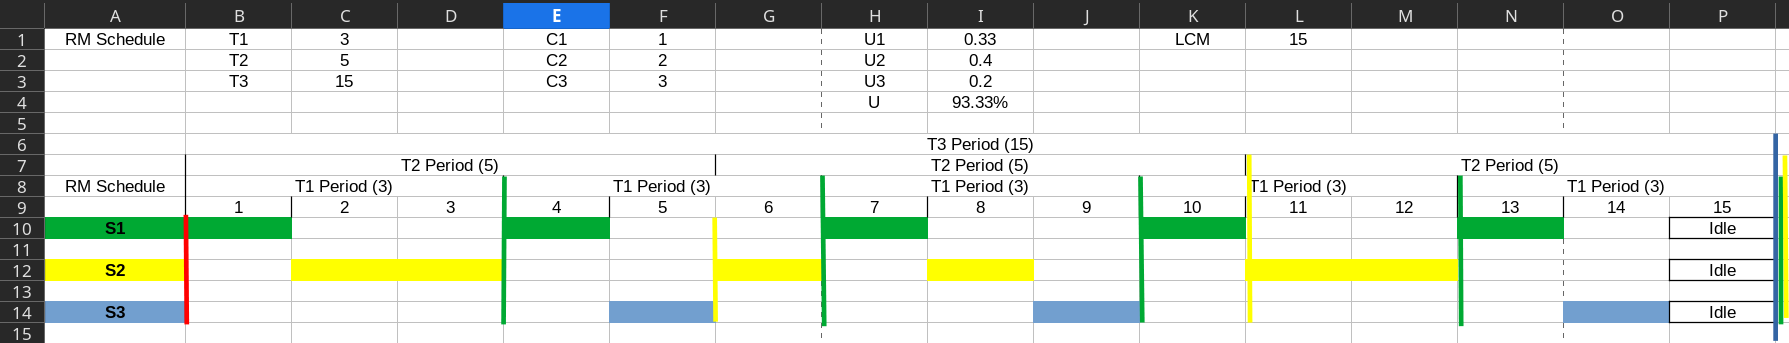 A B C D E F G H I J K L M N O P
1 RM Schedule T1 3 C1 1 U1 0.33 LCM 15
2 T2 5 C2 2 U2 0.4
3 T3 15 C3 3 U3 0.2
4 U 93.33%
5
6 T3 Period (15)
7 T2 Period (5) T2 Period (5) T2 Period (5)
8 RM Schedule T1 Period (3) T1 Period (3) T1 Period (3) T1 Period (3) T1 Period (3)
9 1 2 3 4 5 6 7 8 9 10 11 12 13 14 15
10 S1 Idle
11
12 S2 Idle
13
14 S3 Idle
15